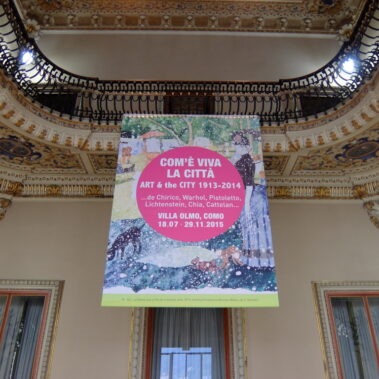 COM'È VIVA
LA CITTÀ
ART & the CITY 1913-2014
...de Chirico, Warhol, Pistoletto,
Lichtenstein, Chia, Cattelan...
VILLA OLMO, COMO
18.07 - 29.11.2015